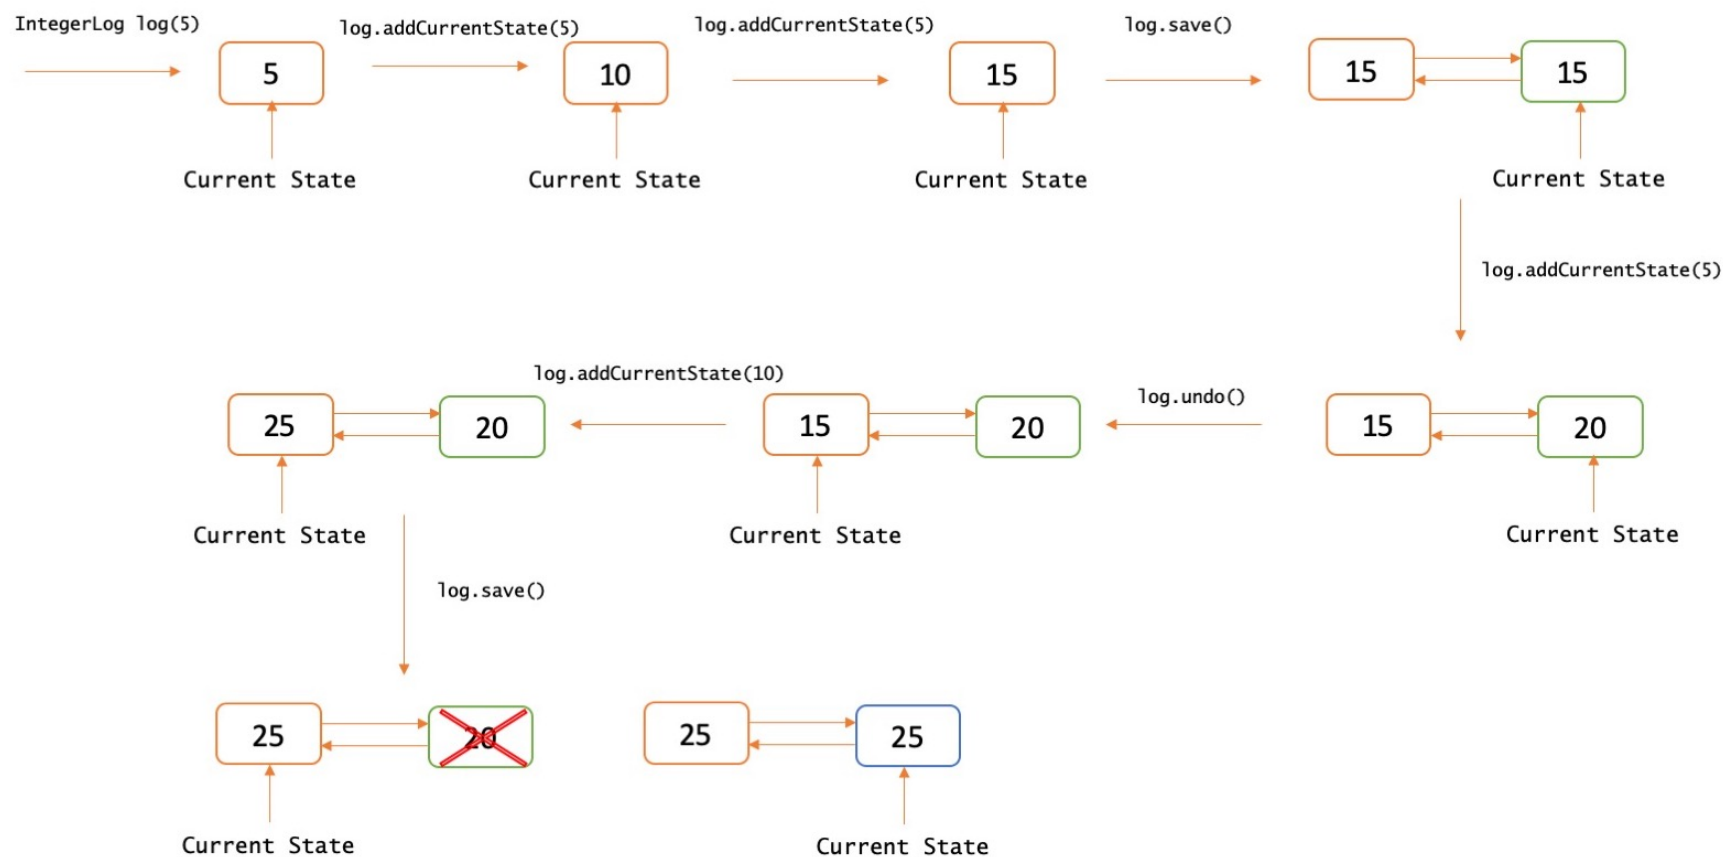 IntegerLog log(5)
5
Current State
log.addCurrentState(5)
10
Current State
log.addCurrentState(5)
15
Current State
log.save()
15
15
Current State
log.addCurrentState(5)
15
20
Current State
log.undo()
15
20
Current State
log.addCurrentState(10)
25
20
Current State
log.save()
25
20
Current State
25
25
Current State